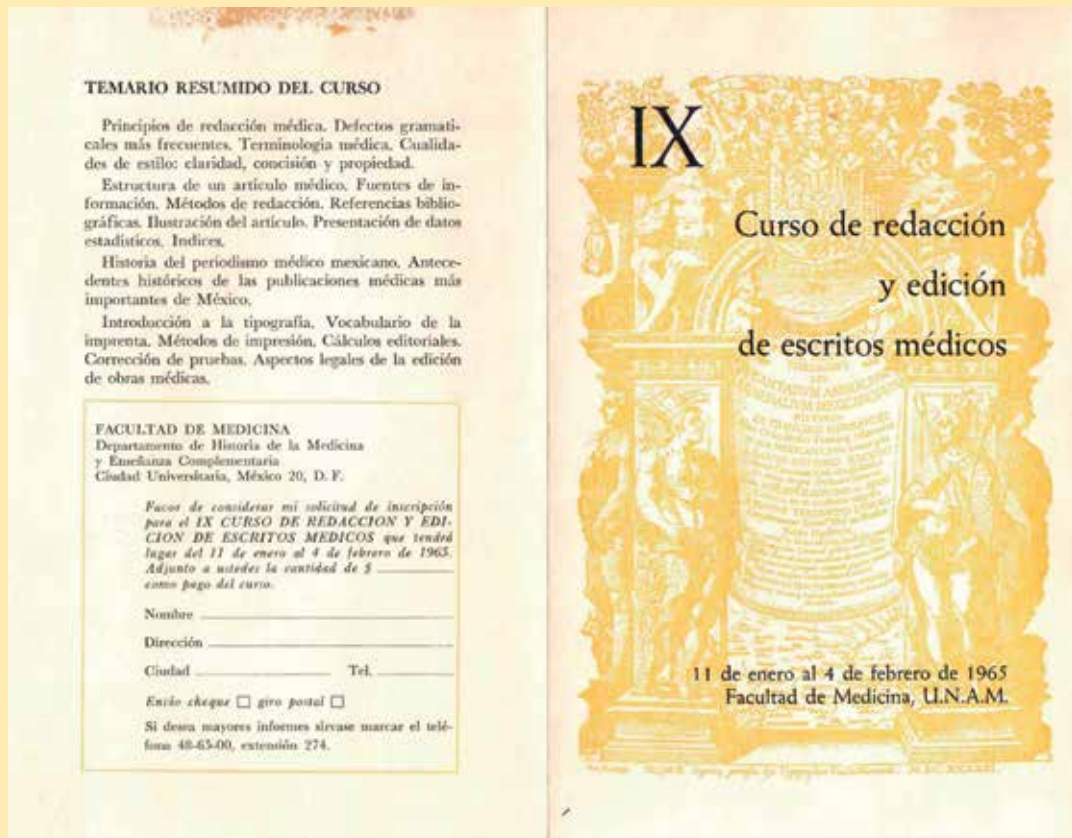 TEMARIO RESUMIDO DEL CURSO
Principios de redacción médica. Defectos gramati-
cales más frecuentes. Terminología médica. Cualida-
des de estilo: claridad, concisión y propiedad.
Estructura de un artículo médico. Fuentes de in-
formación. Métodos de redacción. Referencias biblio-
gráficas. Ilustración del artículo. Presentación de datos
estadísticos. Indices.
Historia del periodismo médico mexicano. Antece-
dentes históricos de las publicaciones médicas más
importantes de México.
Introducción a la tipografía. Vocabulario de la
imprenta. Métodos de impresión. Cálculos editoriales.
Corrección de pruebas. Aspectos legales de la edición
de obras médicas.
FACULTAD DE MEDICINA
Departamento de Historia de la Medicina
y Enseñanza Complementaria
Ciudad Universitaria, México 20, D. F.
Favor de considerar mi solicitud de inscripción
para el IX CURSO DE REDACCION Y EDI-
CION DE ESCRITOS MEDICOS que tendrá
lugar del 11 de enero al 4 de febrero de 1965.
Adjunto a ustedes la cantidad de $
como pago del curso.
Nombre
Dirección
Ciudad Tel.
Envío cheque giro postal
Si desea mayores informes sírvase marcar el telé-
fono 48-65-00, extensión 274.
IX
Curso de redacción
y edición
de escritos médicos
11 de enero al 4 de febrero de 1965
Facultad de Medicina, U.N.A.M.